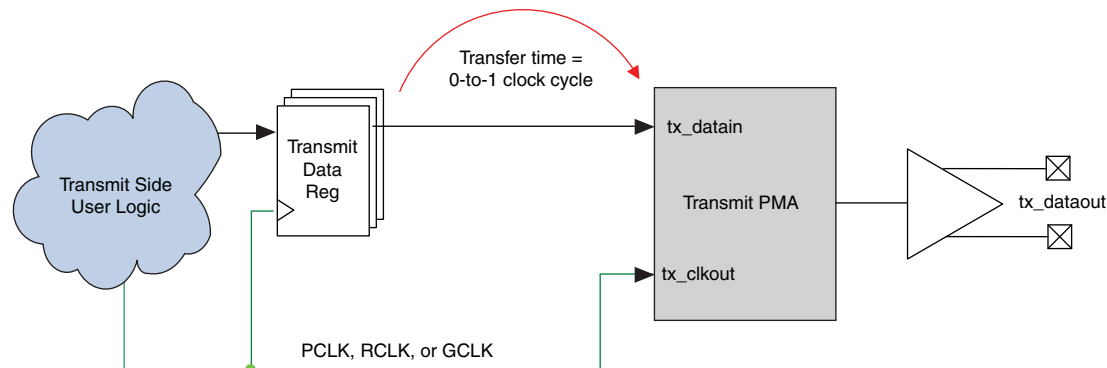 Transfer time =
0-to-1 clock cycle
Transmit Side
User Logic
Transmit
Data
Reg
tx_datain
Transmit PMA
tx_clkout
tx_dataout
PCLK, RCLK, or GCLK